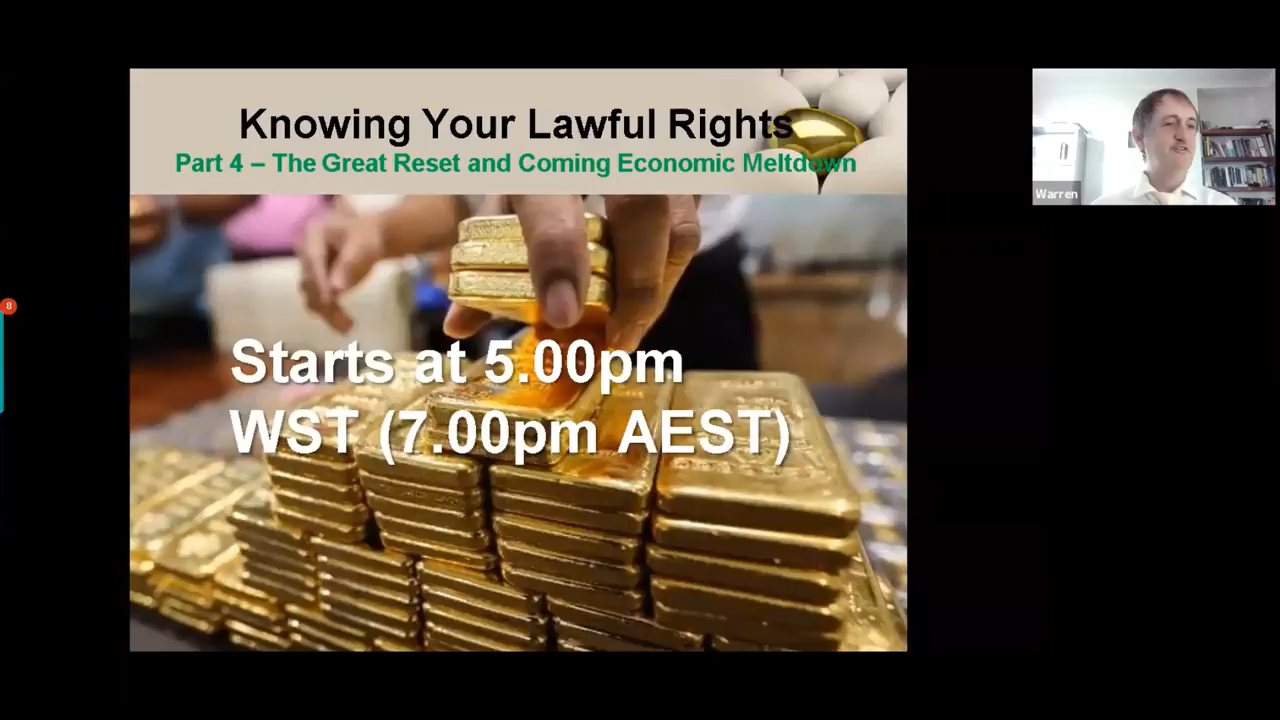 Knowing Your Lawful Rights
Part 4 – The Great Reset and Coming Economic Meltdown
Starts at 5.00pm
WST (7.00pm AEST)
Warren
8